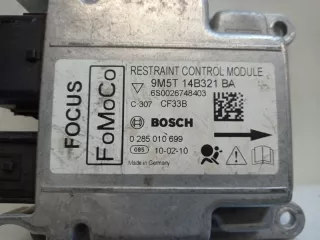 FOCUS
FoMoCo
RESTRAINT CONTROL MODULE
9M5T 14B321 BA
6S0026748403
C 307 CF33B
BOSCH
0 285 010 699
685 10-02-10
Made in Germany